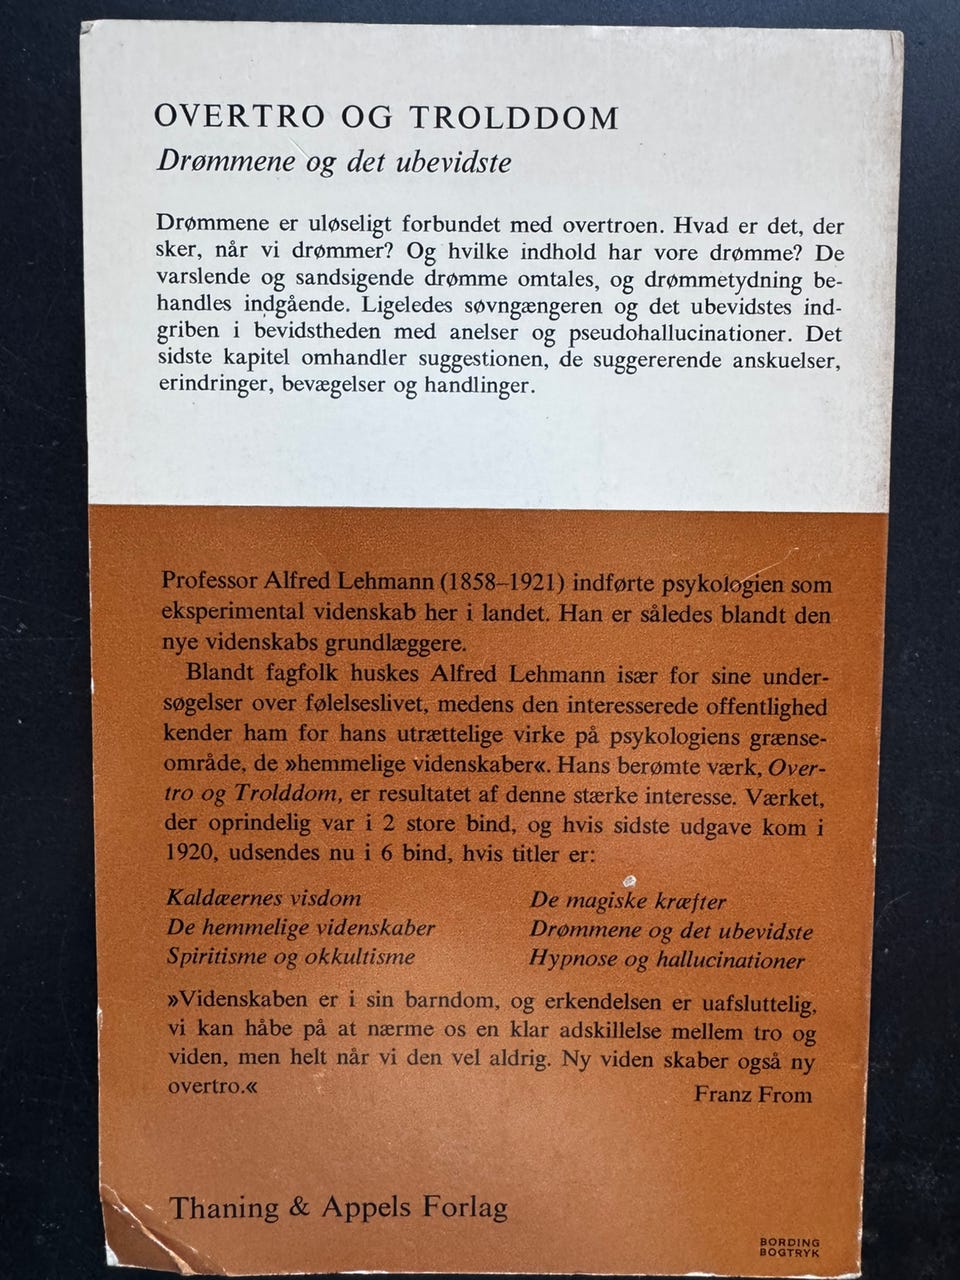 OVERTRO OG TROLDDOM
Drømmene og det ubevidste
Drømmene er uløseligt forbundet med overtroen. Hvad er det, der
sker, når vi drømmer? Og hvilke indhold har vore drømme? De
varslende og sandsigende drømme omtales, og drømmetydning be-
handles indgående. Ligeledes søvngængeren og det ubevidstes ind-
griben i bevidstheden med anelser og pseudohallucinationer. Det
sidste kapitel omhandler suggestionen, de suggererende anskuelser,
erindringer, bevægelser og handlinger.
Professor Alfred Lehmann (1858–1921) indførte psykologien som
eksperimental videnskab her i landet. Han er således blandt den
nye videnskabs grundlæggere.
Blandt fagfolk huskes Alfred Lehmann især for sine under-
søgelser over følelseslivet, medens den interesserede offentlighed
kender ham for hans utrættelige virke på psykologiens grænse-
område, de »hemmelige videnskaber«. Hans berømte værk, Over-
tro og Trolddom, er resultatet af denne stærke interesse. Værket,
der oprindelig var i 2 store bind, og hvis sidste udgave kom i
1920, udsendes nu i 6 bind, hvis titler er:
Kaldæernes visdom
De hemmelige videnskaber
Spiritisme og okkultisme
De magiske kræfter
Drømmene og det ubevidste
Hypnose og hallucinationer
»Videnskaben er i sin barndom, og erkendelsen er uafsluttelig,
vi kan håbe på at nærme os en klar adskillelse mellem tro og
viden, men helt når vi den vel aldrig. Ny viden skaber også ny
overtro.«
Franz From
Thaning & Appels Forlag
BORDING
BOGTRYK